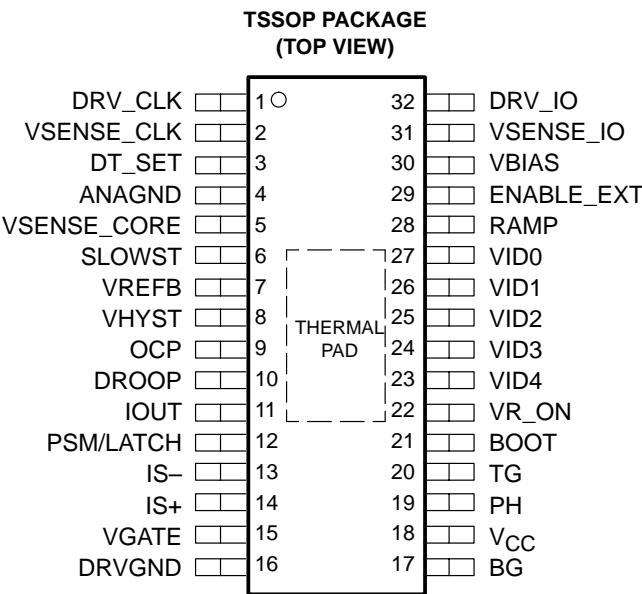 TSSOP PACKAGE
(TOP VIEW)
DRV_CLK 1 32 DRV_IO
VSENSE_CLK 2 31 VSENSE_IO
DT_SET 3 30 VBIAS
ANAGND 4 29 ENABLE_EXT
VSENSE_CORE 5 28 RAMP
SLOWST 6 27 VID0
VREFB 7 26 VID1
VHYST 8 THERMAL 25 VID2
OCP 9 PAD 24 VID3
DROOP 10 23 VID4
IOUT 11 22 VR_ON
PSM/LATCH 12 21 BOOT
IS– 13 20 TG
IS+ 14 19 PH
VGATE 15 18 VCC
DRVGND 16 17 BG